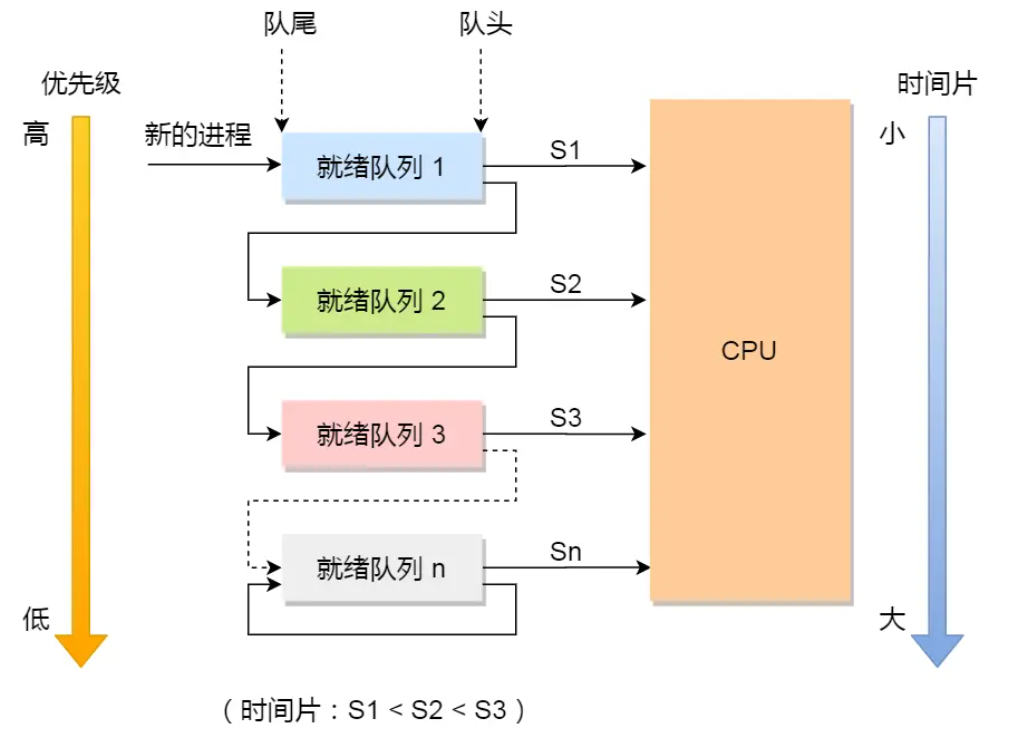 队尾
队头
优先级
时间片
高
新的进程
小
就绪队列 1
S1
就绪队列 2
S2
CPU
就绪队列 3
S3
就绪队列 n
Sn
低
大
（时间片：S1 < S2 < S3）